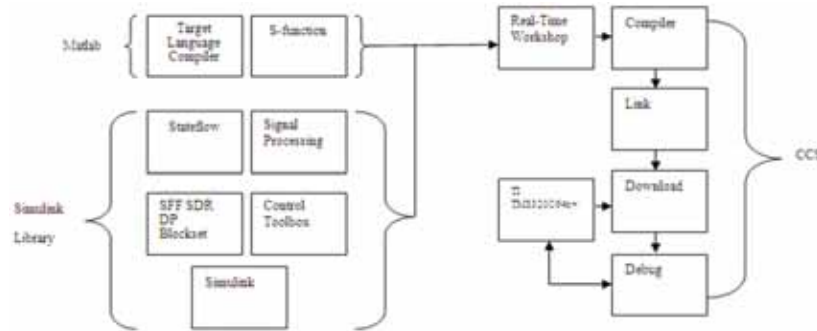 Matlab
Target
Language
Compiler
S-function
Real-Time
Workshop
Compiler
Stateflow
Signal
Processing
Link
CCS
Simulink
Library
SFF SDR
DP
Blockset
Control
Toolbox
TI
Download
Simulink
Debug